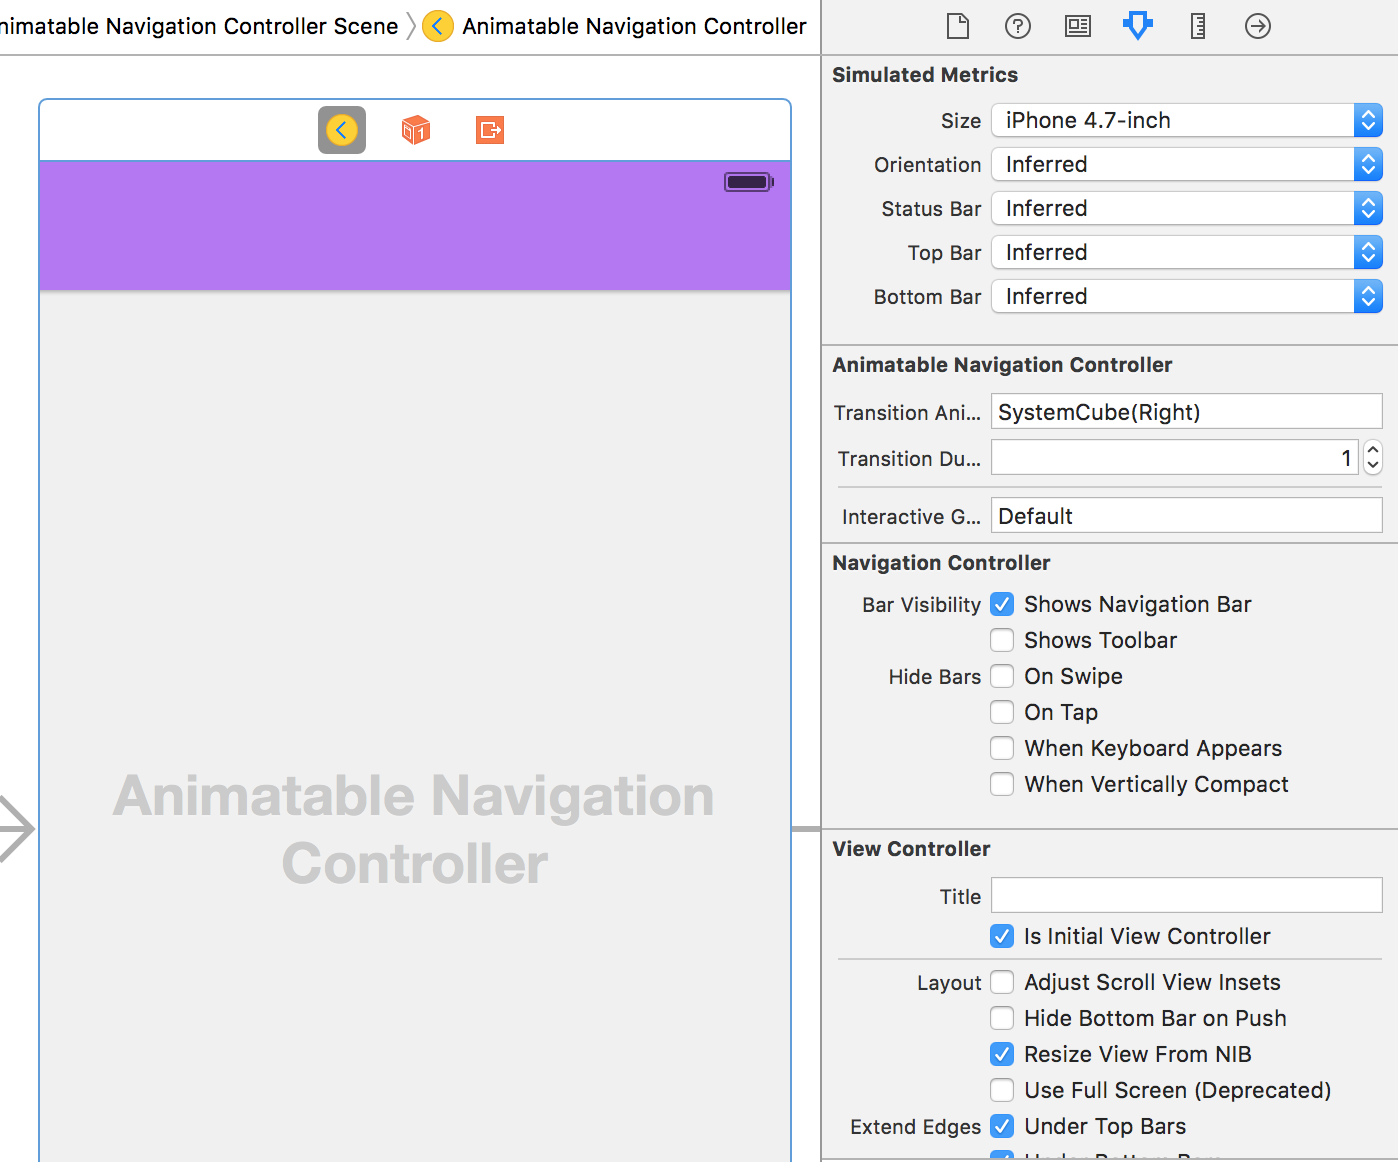 nimatable Navigation Controller Scene Animatable Navigation Controller
Simulated Metrics
Size iPhone 4.7-inch
Orientation Inferred
Status Bar Inferred
Top Bar Inferred
Bottom Bar Inferred
Animatable Navigation Controller
Transition Ani... SystemCube(Right)
Transition Du... 1
Interactive G... Default
Navigation Controller
Bar Visibility Shows Navigation Bar
Shows Toolbar
Hide Bars On Swipe
On Tap
When Keyboard Appears
When Vertically Compact
Animatable Navigation
Controller
View Controller
Title
Is Initial View Controller
Layout Adjust Scroll View Insets
Hide Bottom Bar on Push
Resize View From NIB
Use Full Screen (Deprecated)
Extend Edges Under Top Bars